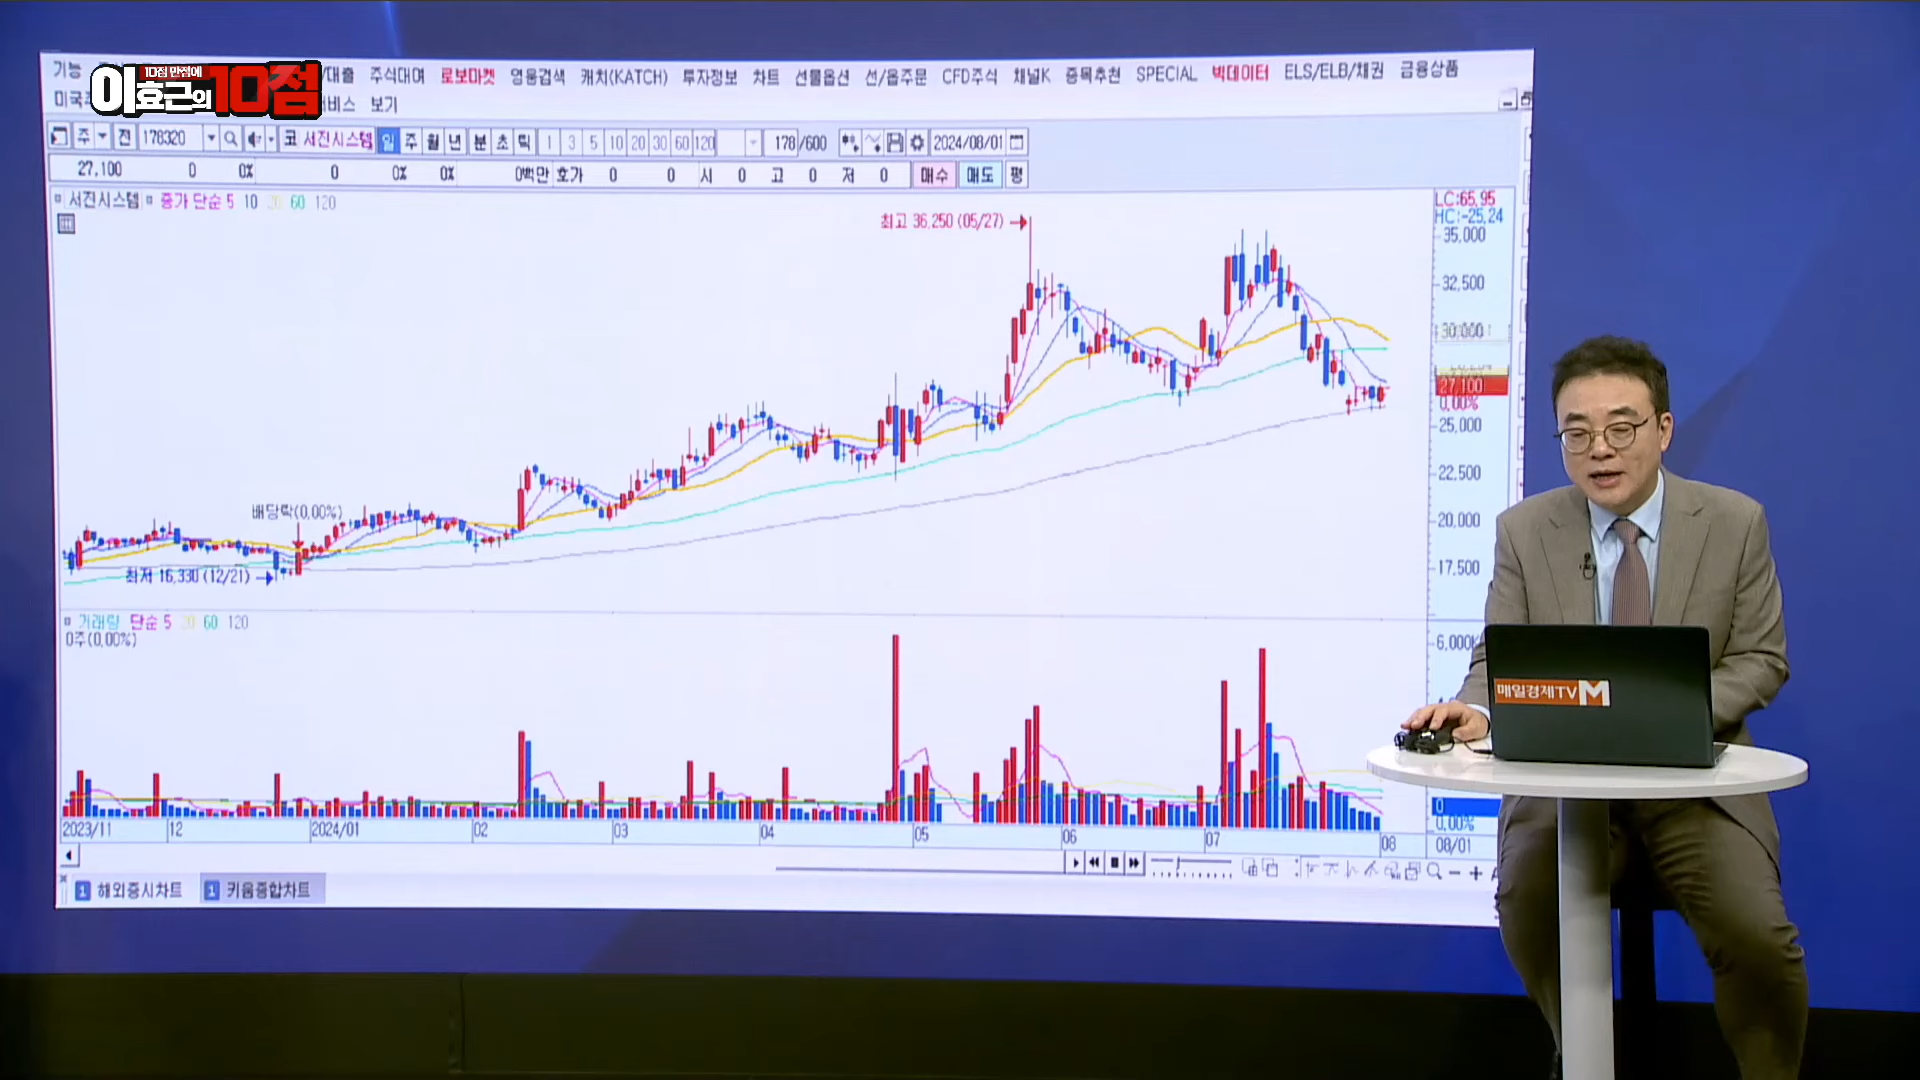 10점 만점에
이효근의 10점
기능 /대출 주식대여 로보마켓 영웅검색 캐치(KATCH) 투자정보 차트 선물옵션 선/옵주문 CFD주식 채널K 종목추천 SPECIAL 빅데이터 ELS/ELB/채권 금융상품
미국주 보기
주 전 178320 코 서진시스템 일 주 월 년 분 초 틱 1 3 5 10 20 30 60 120 178/600 2024/08/01
27,100 0 0% 0 0% 0% 0백만 호가 0 0 시 0 고 0 저 0 매수 매도 평
서진시스템 종가 단순 5 10 20 60 120
LC:65,95
HC:-25,24
최고 36,250 (05/27)
35,000
32,500
30,000
27,100
0,00%
25,000
22,500
20,000
17,500
배당락(0,00%)
최저 16,330 (12/21)
거래량 단순 5 20 60 120
0주(0,00%)
6,000K
0
0,00%
2023/11 12 2024/01 02 03 04 05 06 07 08 08/01
1 해외증시차트 1 키움종합차트
매일경제TV M